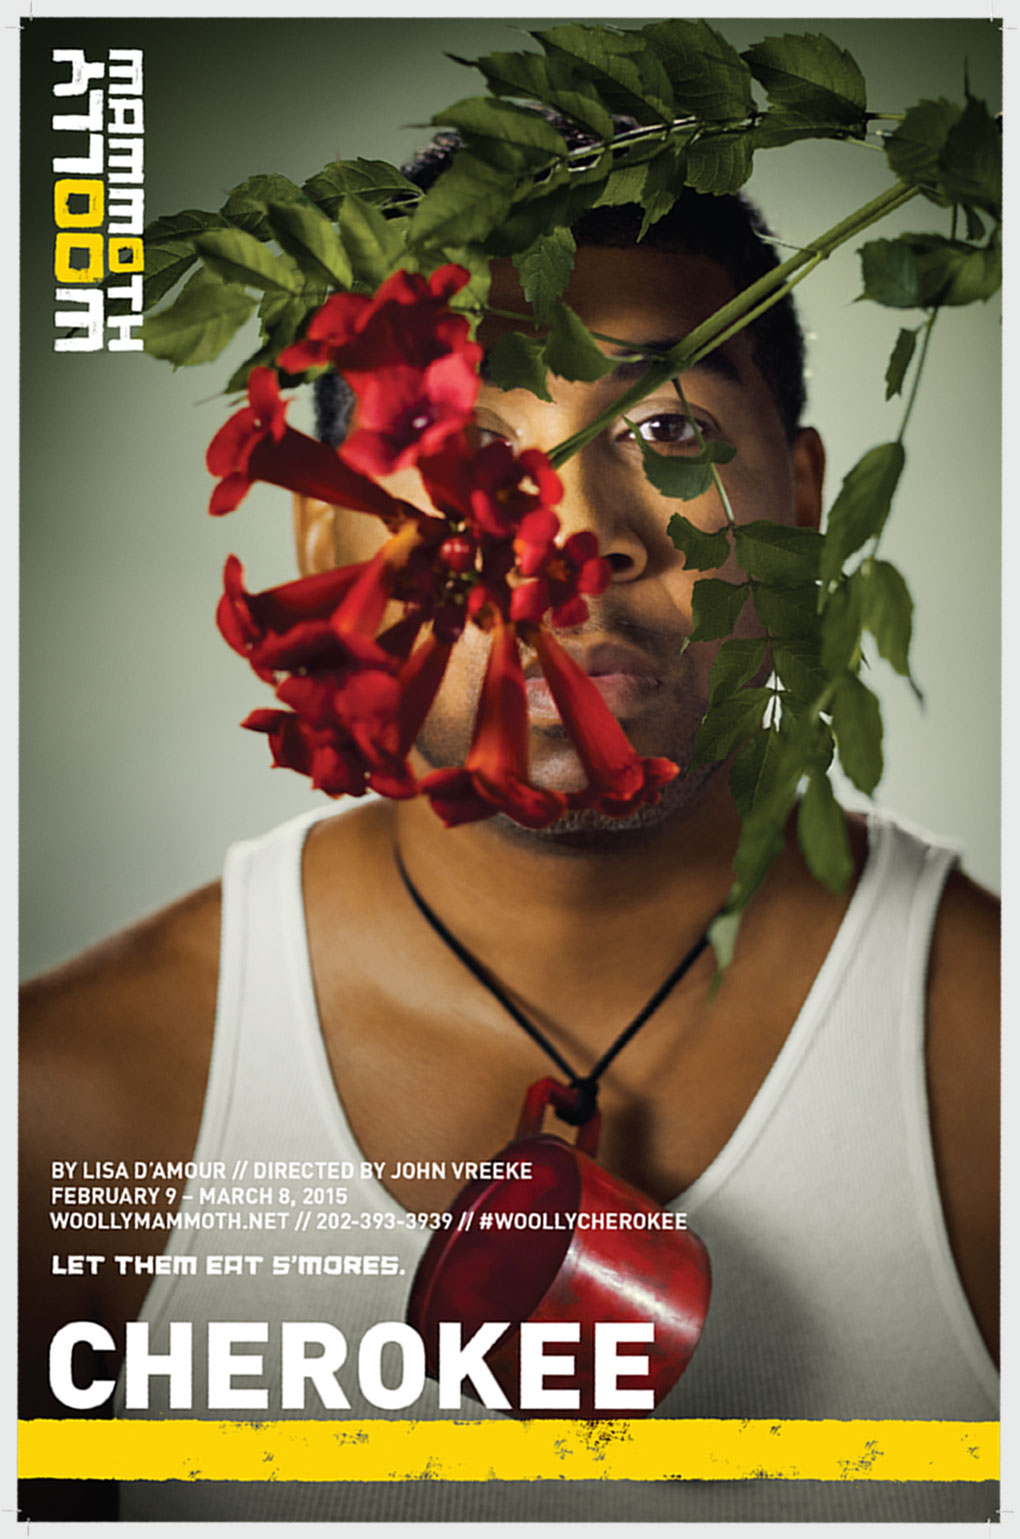 WOOLLY
MAMMOTH
BY LISA D'AMOUR // DIRECTED BY JOHN VREEKE
FEBRUARY 9 – MARCH 8, 2015
WOOLLYMAMMOTH.NET // 202-393-3939 // #WOOLLYCHEROKEE
LET THEM EAT S'MORES.
CHEROKEE